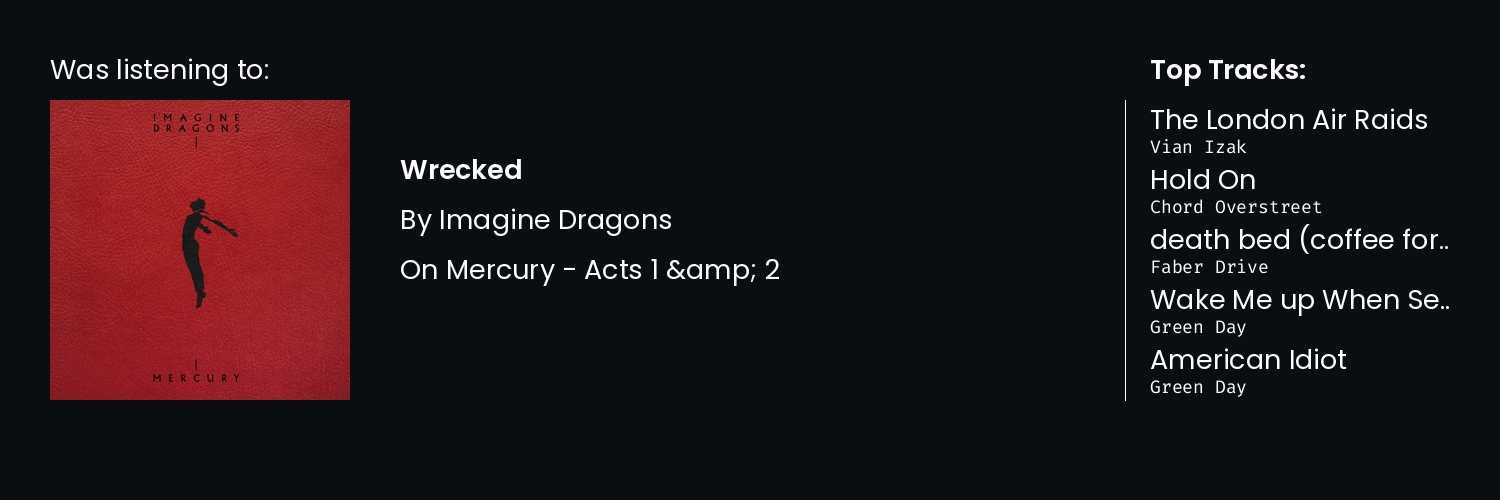 Was listening to:
IMAGINE
DRAGONS
MERCURY
Wrecked
By Imagine Dragons
On Mercury - Acts 1 &amp; 2
Top Tracks:
The London Air Raids
Vian Izak
Hold On
Chord Overstreet
death bed (coffee for..
Faber Drive
Wake Me up When Se..
Green Day
American Idiot
Green Day